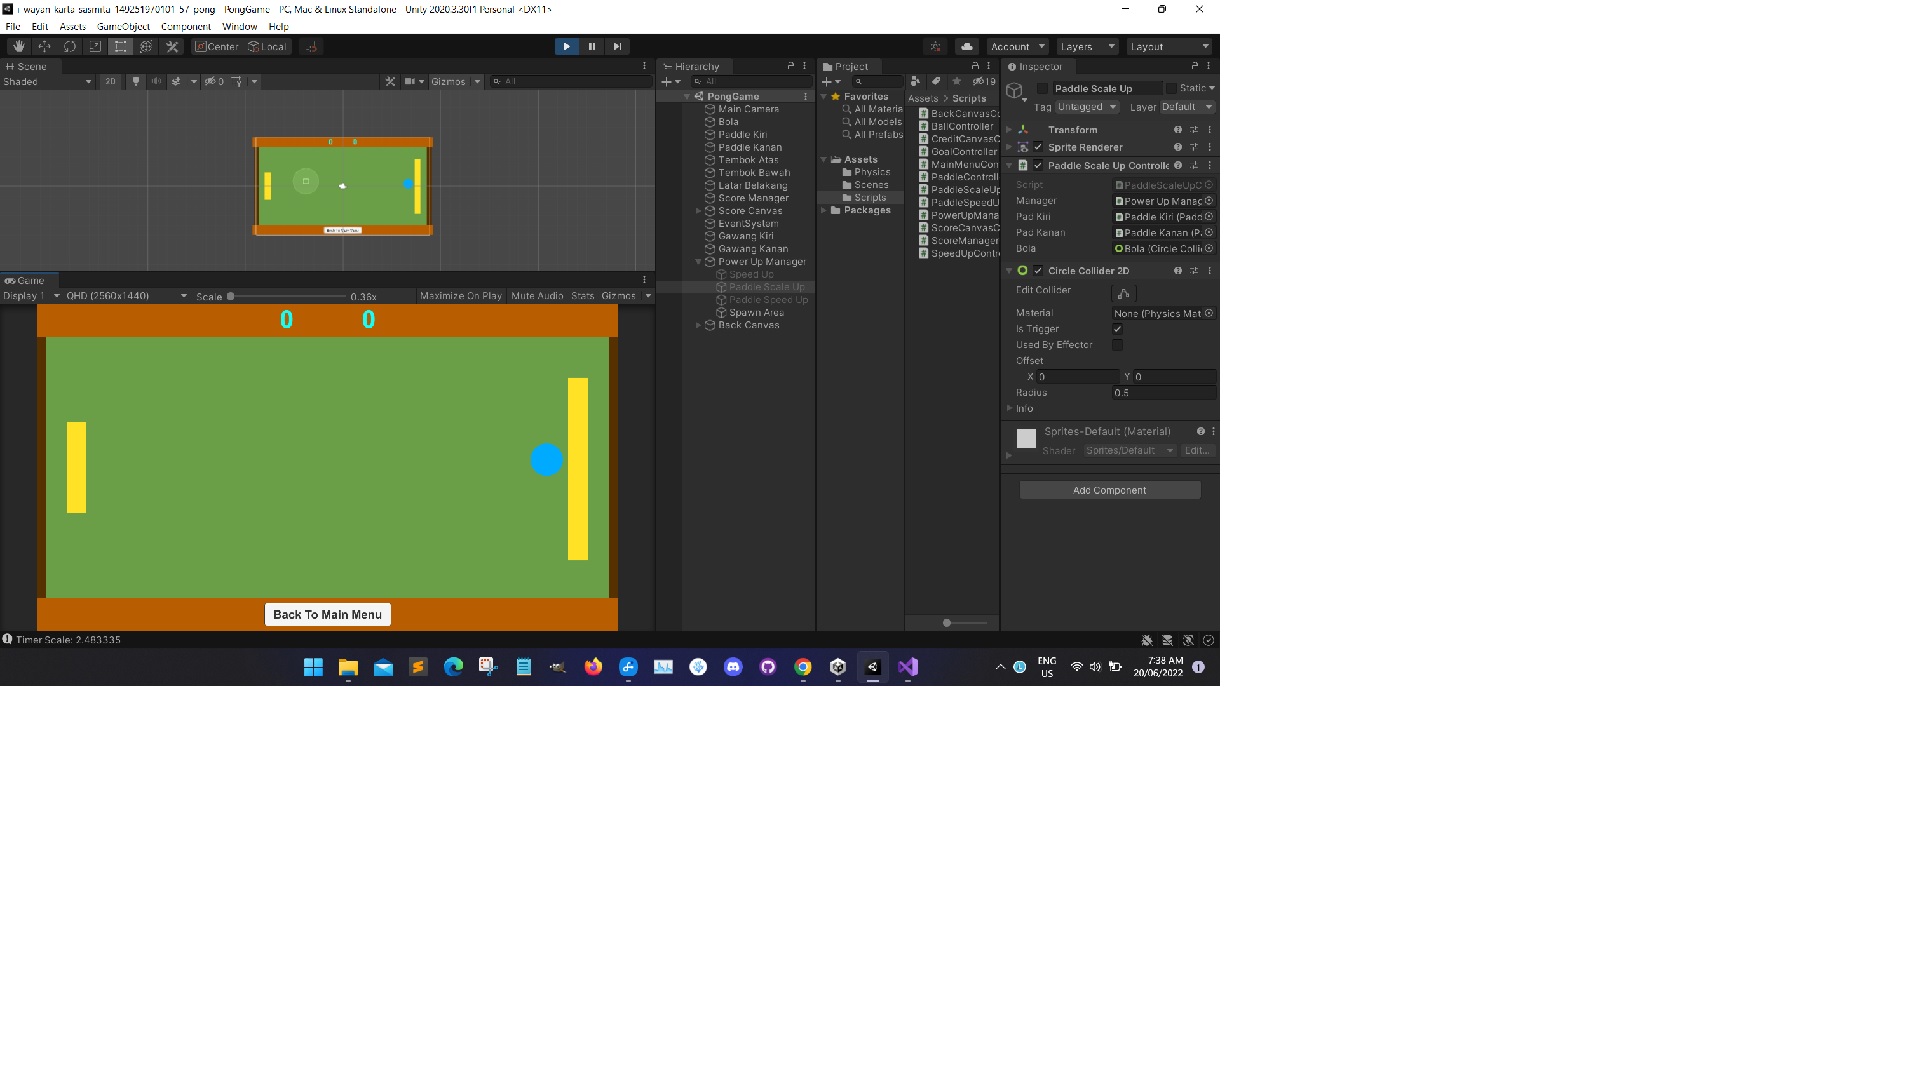 i-wayan-karta-sasmita-149251970101-57-pong - PongGame - PC, Mac & Linux Standalone - Unity 2020.3.30f1 Personal <DX11>
File Edit Assets GameObject Component Window Help
Center Local
Account Layers Layout
Scene
Shaded 2D 0 Gizmos All
Game
Display 1 QHD (2560x1440) Scale 0.36x Maximize On Play Mute Audio Stats Gizmos
0 0
Back To Main Menu
Hierarchy
All
PongGame
Main Camera
Bola
Paddle Kiri
Paddle Kanan
Tembok Atas
Tembok Bawah
Latar Belakang
Score Manager
Score Canvas
EventSystem
Gawang Kiri
Gawang Kanan
Power Up Manager
Speed Up
Paddle Scale Up
Paddle Speed Up
Spawn Area
Back Canvas
Project
19
Favorites
All Materia
All Models
All Prefabs
Assets
Physics
Scenes
Scripts
Packages
Assets > Scripts
BackCanvasCo
BallController
CreditCanvasC
GoalController
MainMenuCon
PaddleControll
PaddleScaleUp
PaddleSpeedU
PowerUpMana
ScoreCanvasC
ScoreManager
SpeedUpContr
Inspector
Paddle Scale Up Static
Tag Untagged Layer Default
Transform
Sprite Renderer
Paddle Scale Up Controlle
Script PaddleScaleUpC
Manager Power Up Manag
Pad Kiri Paddle Kiri (Padd
Pad Kanan Paddle Kanan (P
Bola Bola (Circle Collid
Circle Collider 2D
Edit Collider
Material None (Physics Mat
Is Trigger
Used By Effector
Offset
X 0 Y 0
Radius 0.5
Info
Sprites-Default (Material)
Shader Sprites/Default Edit...
Add Component
Timer Scale: 2.483335
ENG
US
7:38 AM
20/06/2022
1